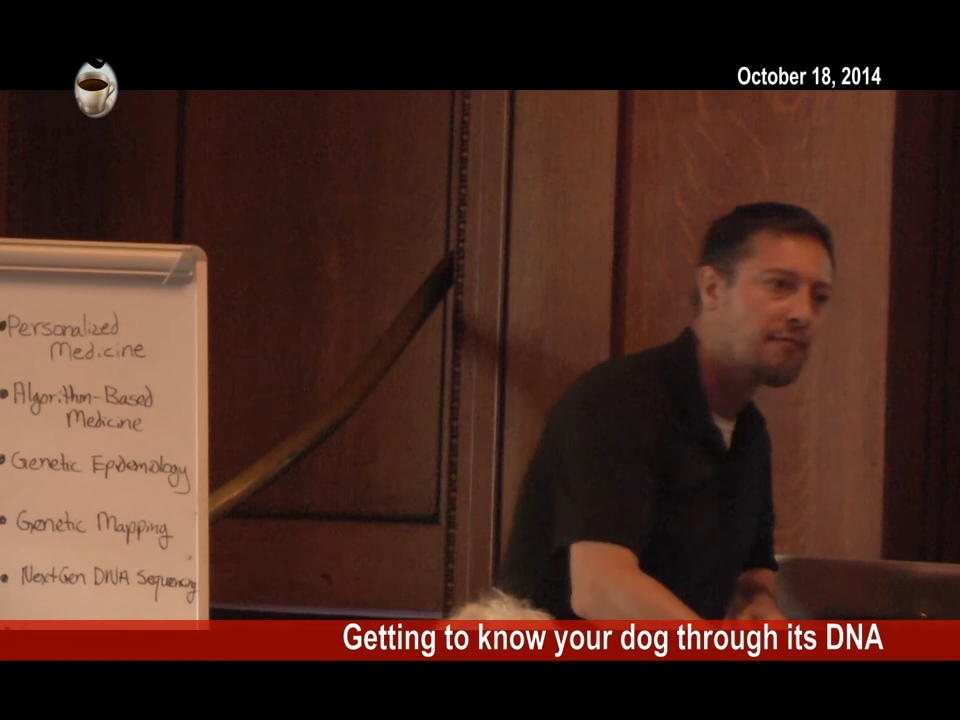 October 18, 2014
•Personalized
Medicine
• Algorithm-Based
Medicine
• Genetic Epidemiology
• Genetic Mapping
• NextGen DNA Sequencing
Getting to know your dog through its DNA